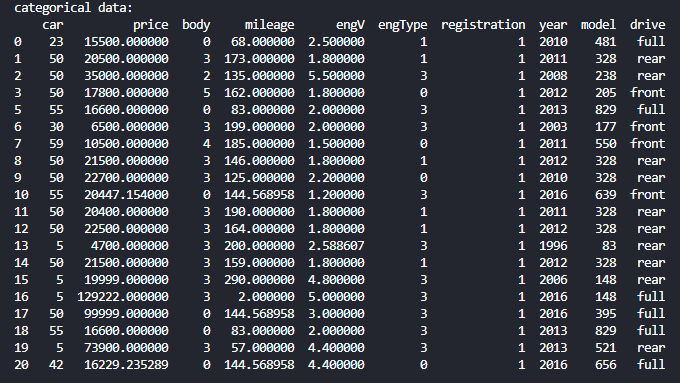 categorical data:
car price body mileage engV engType registration year model drive
0 23 15500.000000 0 68.000000 2.500000 1 1 2010 481 full
1 50 20500.000000 3 173.000000 1.800000 1 1 2011 328 rear
2 50 35000.000000 2 135.000000 5.500000 3 1 2008 238 rear
3 50 17800.000000 5 162.000000 1.800000 0 1 2012 205 front
5 55 16600.000000 0 83.000000 2.000000 3 1 2013 829 full
6 30 6500.000000 3 199.000000 2.000000 3 1 2003 177 front
7 59 10500.000000 4 185.000000 1.500000 0 1 2011 550 front
8 50 21500.000000 3 146.000000 1.800000 1 1 2012 328 rear
9 50 22700.000000 3 125.000000 2.200000 0 1 2010 328 rear
10 55 20447.154000 0 144.568958 1.200000 3 1 2016 639 front
11 50 20400.000000 3 190.000000 1.800000 1 1 2011 328 rear
12 50 22500.000000 3 164.000000 1.800000 1 1 2012 328 rear
13 5 4700.000000 3 200.000000 2.588607 3 1 1996 83 rear
14 50 21500.000000 3 159.000000 1.800000 1 1 2012 328 rear
15 5 19999.000000 3 290.000000 4.800000 3 1 2006 148 rear
16 5 129222.000000 3 2.000000 5.000000 3 1 2016 148 full
17 50 99999.000000 0 144.568958 3.000000 3 1 2016 395 full
18 55 16600.000000 0 83.000000 2.000000 3 1 2013 829 full
19 5 73900.000000 3 57.000000 4.400000 3 1 2013 521 rear
20 42 16229.235289 0 144.568958 4.400000 0 1 2016 656 full